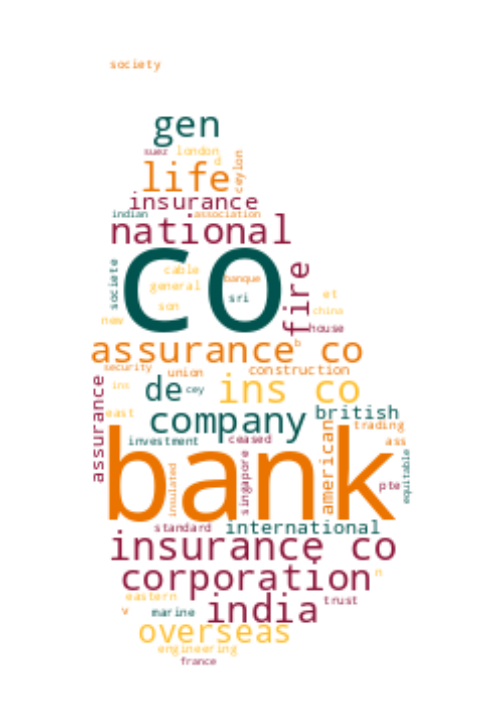 society
gen
suez london
d
life
ceylon
insurance
indian association
national
co
societe
cable
banque
general
sri
fire
et
son
china
new
house
assurance co
b
security
union
construction
assurance
ins
de
cey
ins co
east
company
british
trading
investment
ceased
american
ass
bank
insulated
singapore
equitable
pte
standard
international
insurance co
corporation
n
eastern
india
trust
v
marine
overseas
engineering
france